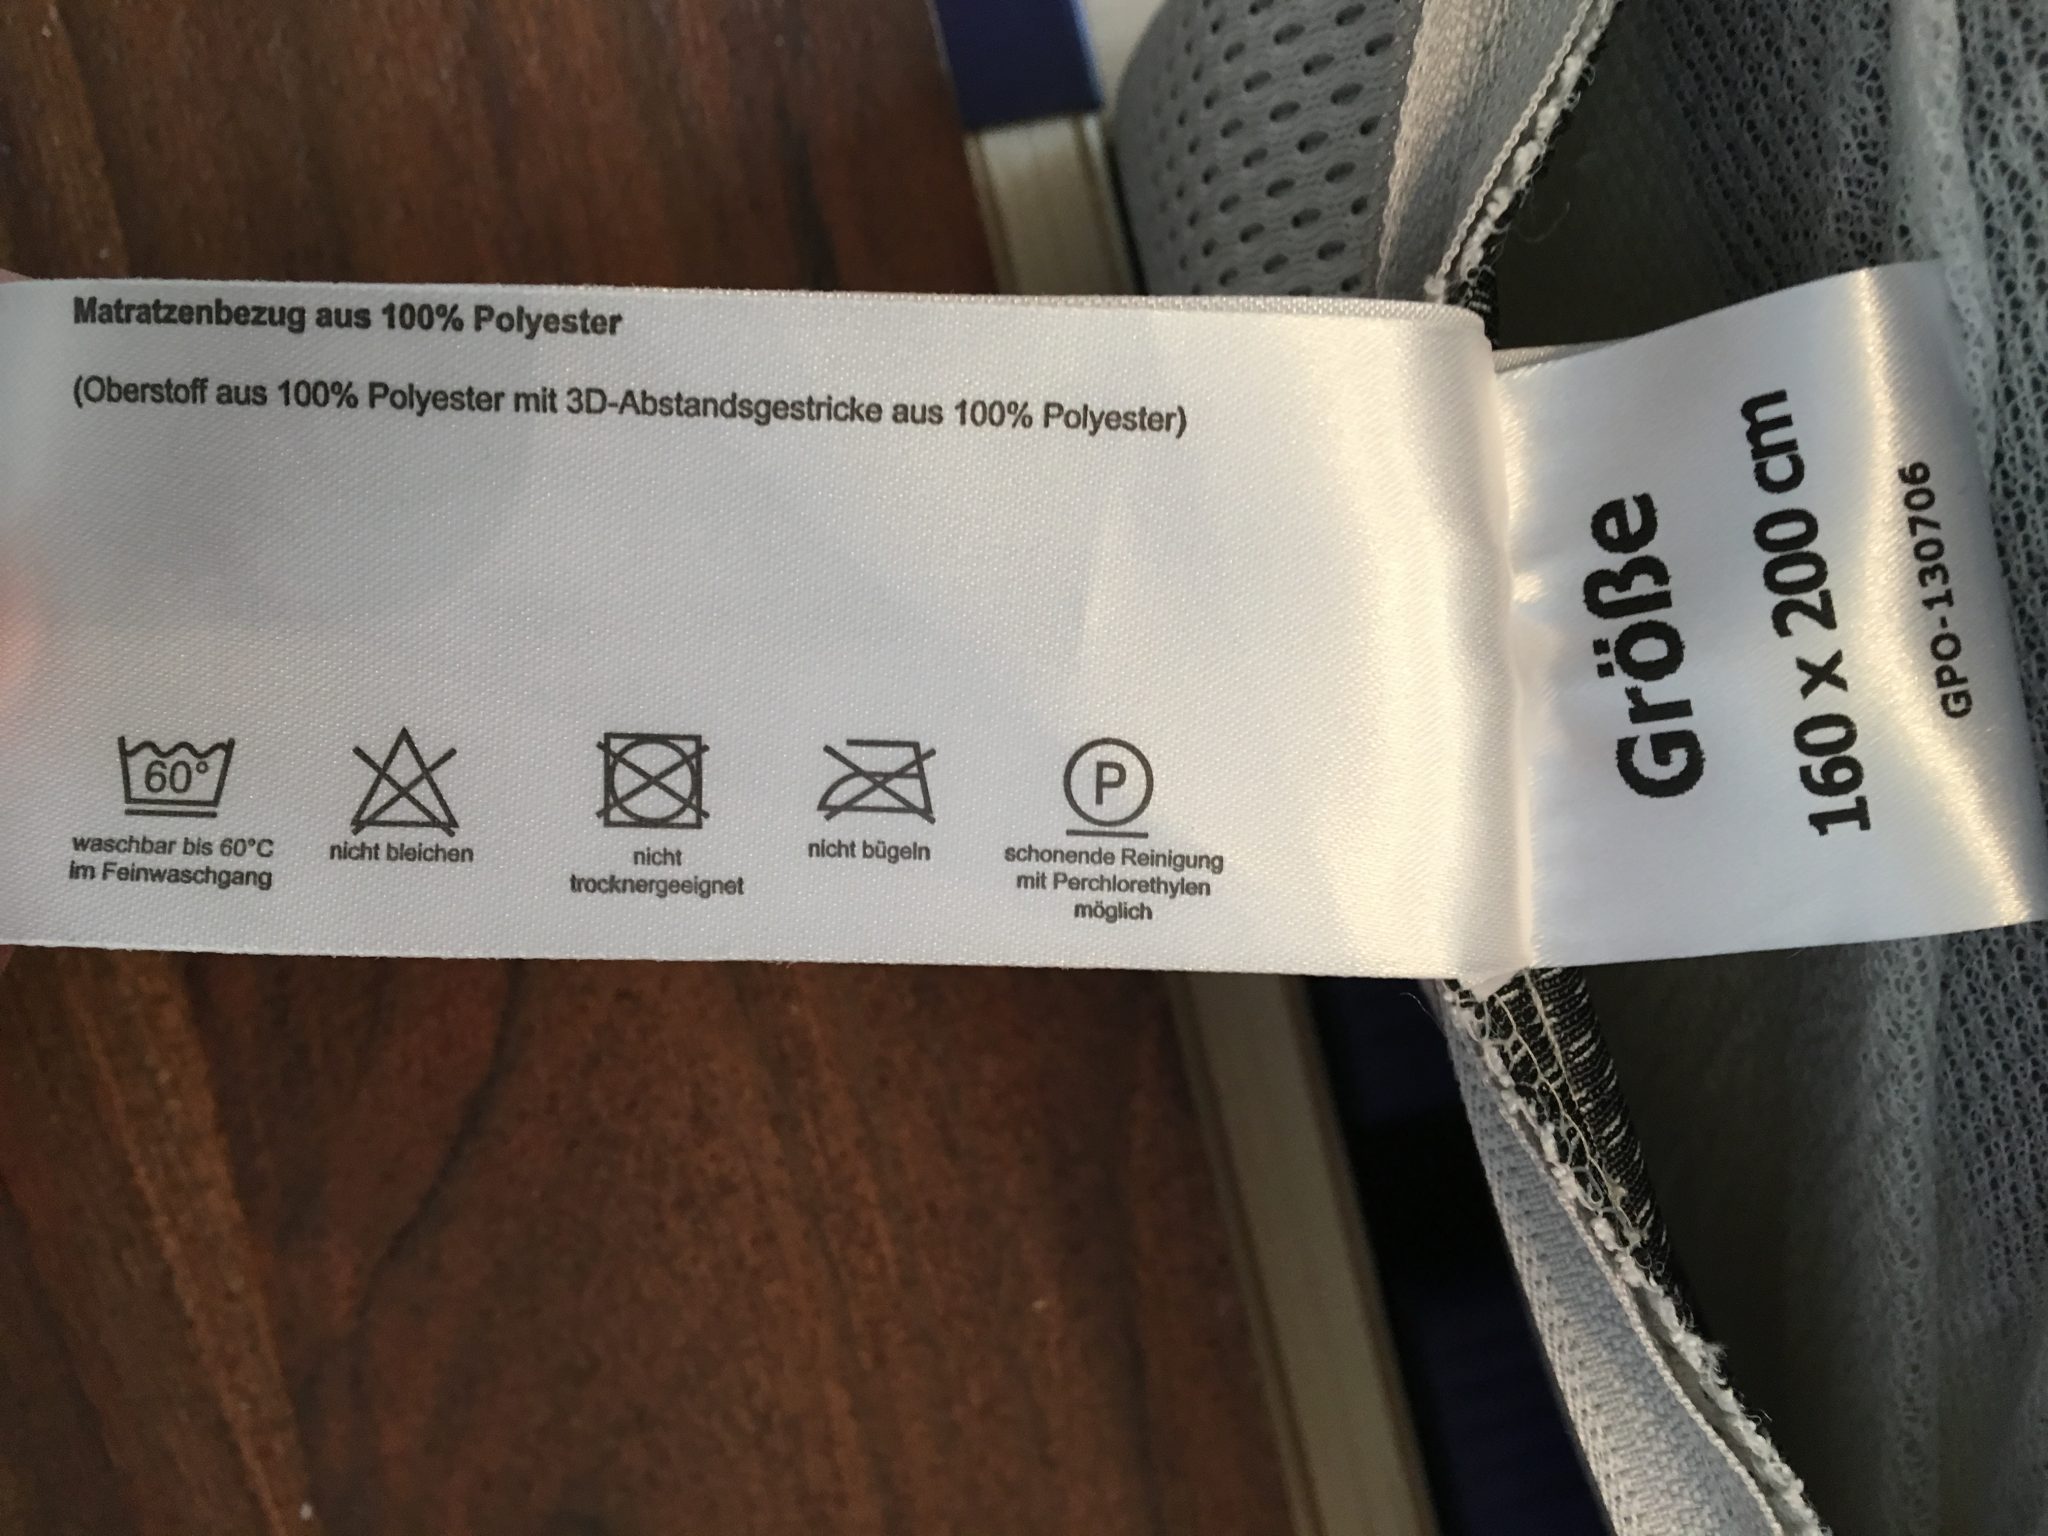 Matratzenbezug aus 100% Polyester
(Oberstoff aus 100% Polyester mit 3D-Abstandsgestricke aus 100% Polyester)
60°
waschbar bis 60°C
im Feinwaschgang
nicht bleichen
nicht
trocknergeeignet
nicht bügeln
P
schonende Reinigung
mit Perchlorethylen
möglich
Größe
160 x 200 cm
GPO-130706